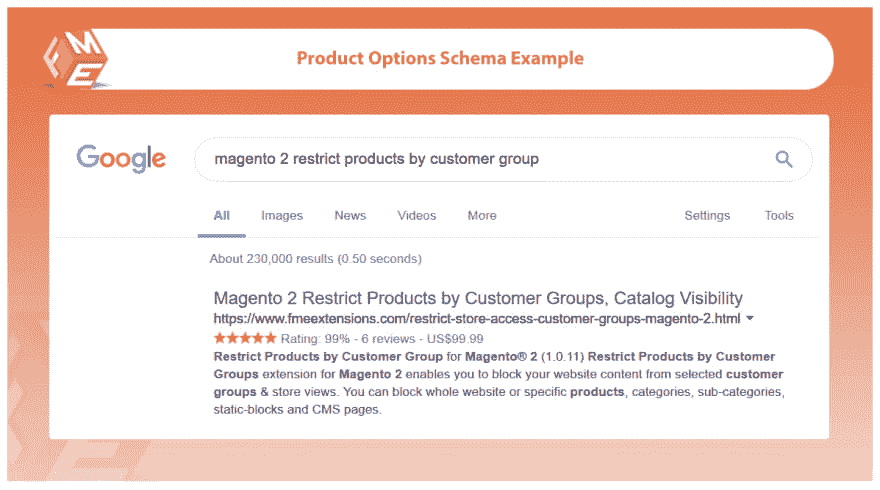 FME
Product Options Schema Example
Google
magento 2 restrict products by customer group
All Images News Videos More Settings Tools
About 230,000 results (0.50 seconds)
Magento 2 Restrict Products by Customer Groups, Catalog Visibility
https://www.fmeextensions.com/restrict-store-access-customer-groups-magento-2.html
Rating: 99% - 6 reviews - US$99.99
Restrict Products by Customer Group for Magento® 2 (1.0.11) Restrict Products by Customer
Groups extension for Magento 2 enables you to block your website content from selected customer
groups & store views. You can block whole website or specific products, categories, sub-categories,
static-blocks and CMS pages.